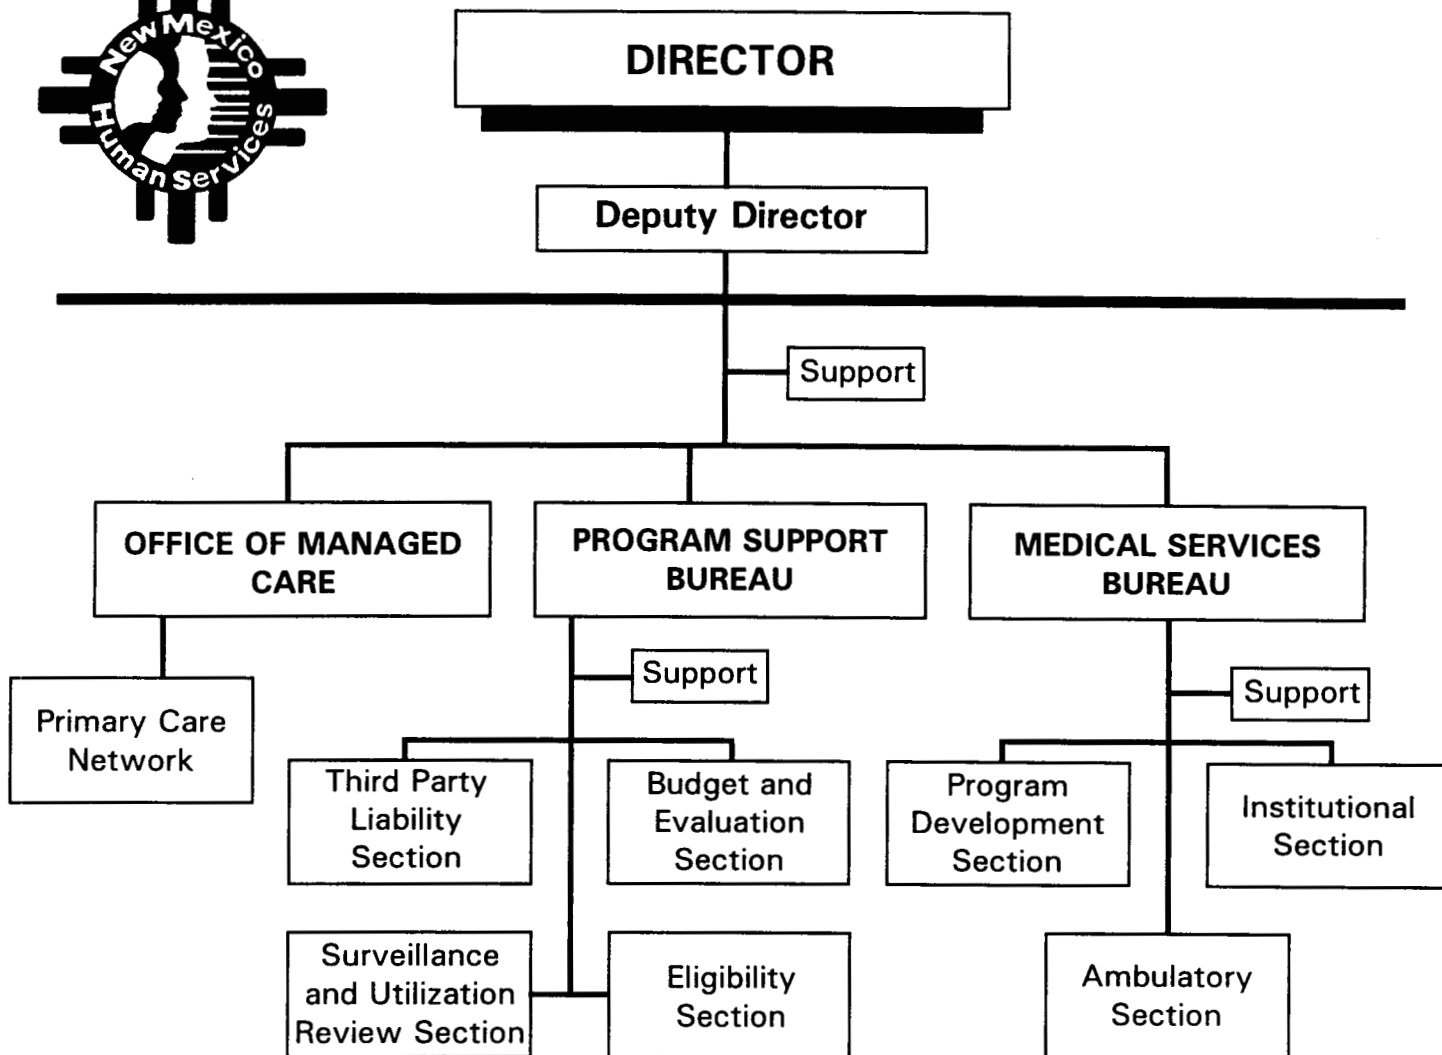 New Mexico
Human Services
DIRECTOR
Deputy Director
Support
OFFICE OF MANAGED
CARE
PROGRAM SUPPORT
BUREAU
MEDICAL SERVICES
BUREAU
Primary Care
Network
Support
Support
Third Party
Liability
Section
Budget and
Evaluation
Section
Program
Development
Section
Institutional
Section
Surveillance
and Utilization
Review Section
Eligibility
Section
Ambulatory
Section